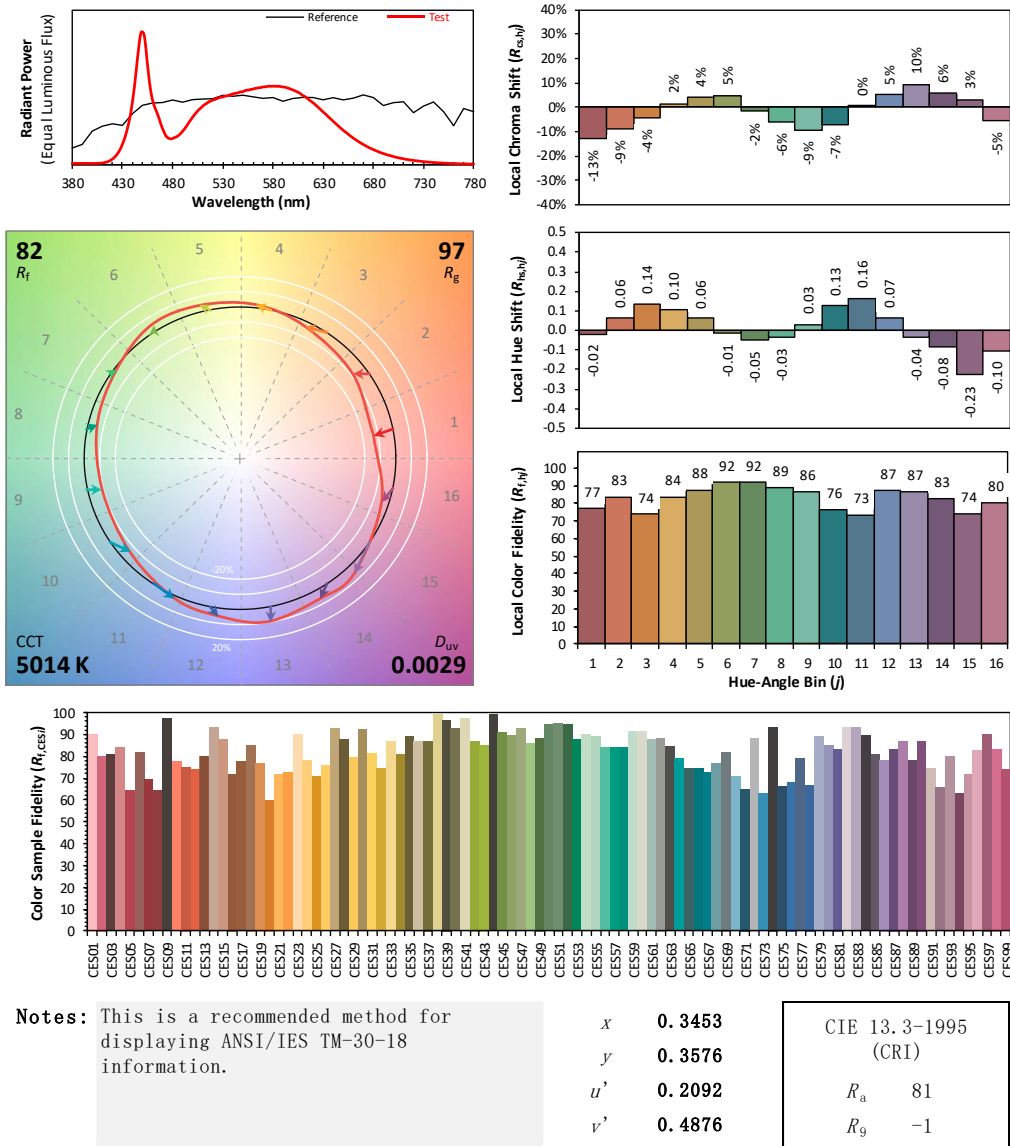 Radiant Power
(Equal Luminous Flux)
Reference
Test
380 430 480 530 580 630 680 730 780
Wavelength (nm)
Local Chroma Shift (Rcs,hj)
40%
30%
20%
10%
0%
-10%
-20%
-30%
-40%
-13% -9% -4% 2% 4% 5% -2% -6% -9% -7% 0% 5% 10% 6% 3% -5%
82
Rf
97
Rg
5 4
6 3
7 2
8 1
9 16
10 15
11 14
12 13
-20%
20%
CCT
5014 K
Duv
0.0029
Local Hue Shift (Rhs,hj)
0.5
0.4
0.3
0.2
0.1
0.0
-0.1
-0.2
-0.3
-0.4
-0.5
-0.02 0.06 0.14 0.10 0.06 -0.01 -0.05 -0.03 0.03 0.13 0.16 0.07 -0.04 -0.08 -0.23 -0.10
Local Color Fidelity (Rf,hj)
100
90
80
70
60
50
40
30
20
10
0
77 83 74 84 88 92 92 89 86 76 73 87 87 83 74 80
1 2 3 4 5 6 7 8 9 10 11 12 13 14 15 16
Hue-Angle Bin (j)
Color Sample Fidelity (Rf,CESi)
100
90
80
70
60
50
40
30
20
10
0
CES01 CES03 CES05 CES07 CES09 CES11 CES13 CES15 CES17 CES19 CES21 CES23 CES25 CES27 CES29 CES31 CES33 CES35 CES37 CES39 CES41 CES43 CES45 CES47 CES49 CES51 CES53 CES55 CES57 CES59 CES61 CES63 CES65 CES67 CES69 CES71 CES73 CES75 CES77 CES79 CES81 CES83 CES85 CES87 CES89 CES91 CES93 CES95 CES97 CES99
Notes: This is a recommended method for
displaying ANSI/IES TM-30-18
information.
x 0.3453
y 0.3576
u' 0.2092
v' 0.4876
CIE 13.3-1995
(CRI)
Ra 81
R9 -1